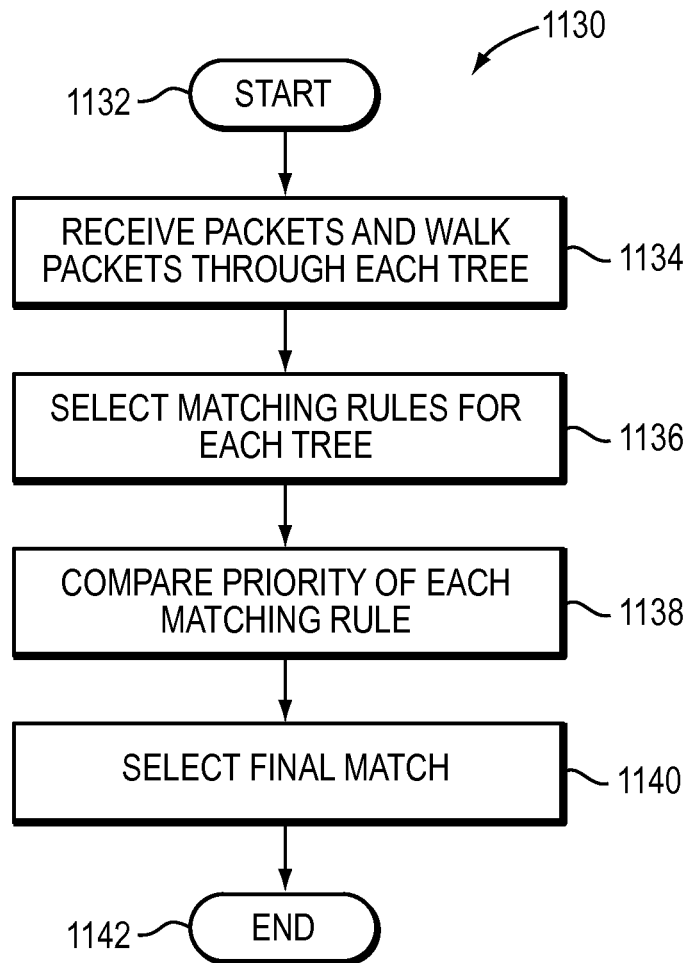 1130
START
1132
RECEIVE PACKETS AND WALK
PACKETS THROUGH EACH TREE
1134
SELECT MATCHING RULES FOR
EACH TREE
1136
COMPARE PRIORITY OF EACH
MATCHING RULE
1138
SELECT FINAL MATCH
1140
END
1142